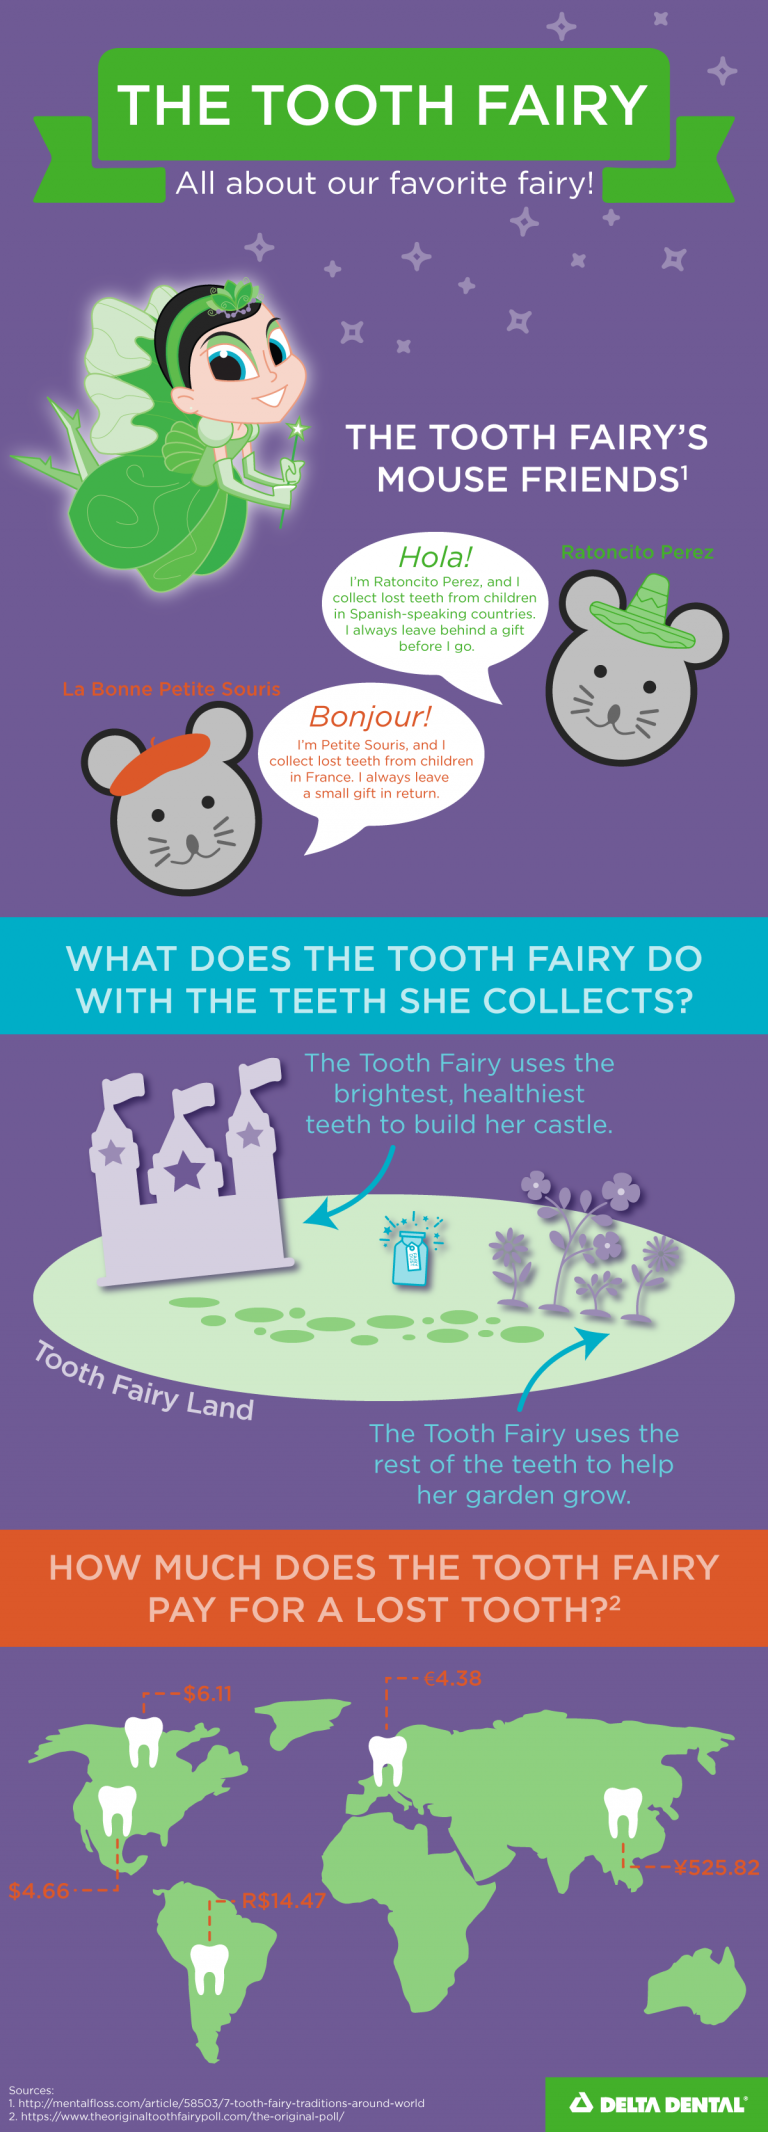 THE TOOTH FAIRY
All about our favorite fairy!
THE TOOTH FAIRY'S
MOUSE FRIENDS¹
Ratoncito Perez
Hola!
I'm Ratoncito Perez, and I
collect lost teeth from children
in Spanish-speaking countries.
I always leave behind a gift
before I go.
La Bonne Petite Souris
Bonjour!
I'm Petite Souris, and I
collect lost teeth from children
in France. I always leave
a small gift in return.
WHAT DOES THE TOOTH FAIRY DO
WITH THE TEETH SHE COLLECTS?
The Tooth Fairy uses the
brightest, healthiest
teeth to build her castle.
Tooth Fairy Land
The Tooth Fairy uses the
rest of the teeth to help
her garden grow.
HOW MUCH DOES THE TOOTH FAIRY
PAY FOR A LOST TOOTH?²
$6.11
€4.38
¥525.82
$4.66
R$14.47
Sources:
1. http://mentalfloss.com/article/58503/7-tooth-fairy-traditions-around-world
2. https://www.theoriginaltoothfairypoll.com/the-original-poll/
DELTA DENTAL®